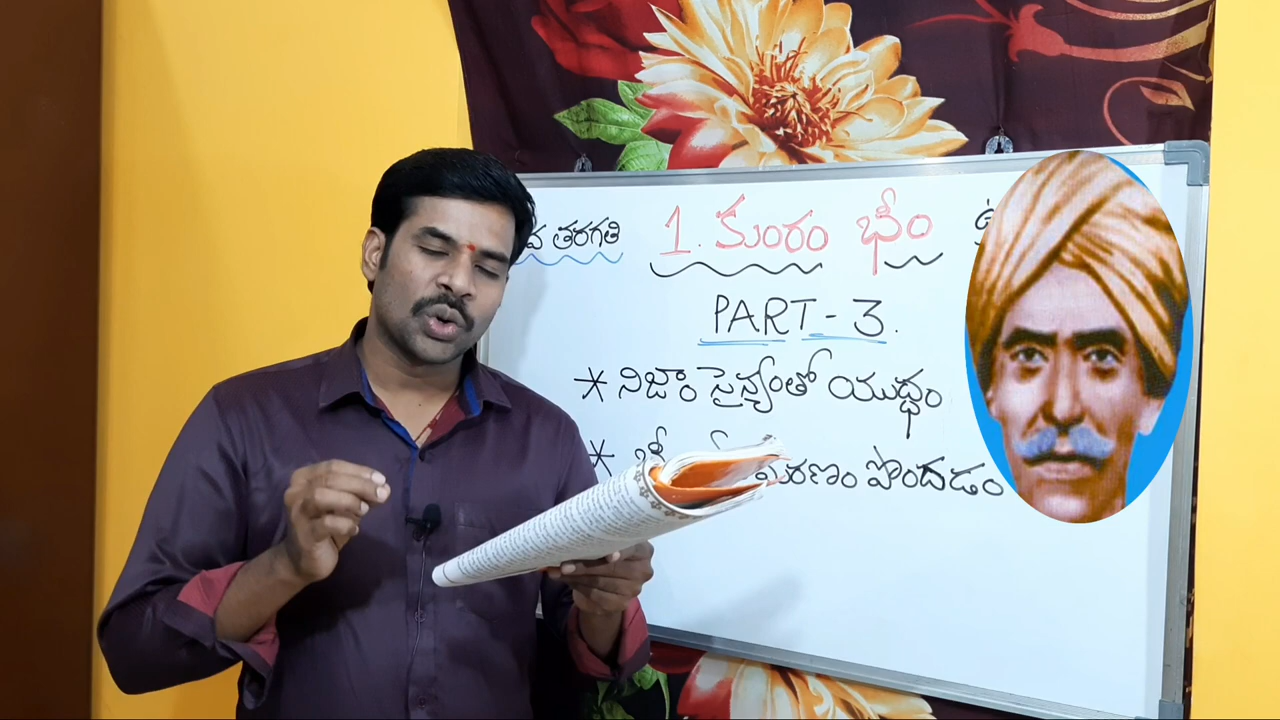 వ తరగతి 1. కుంరం భీం
PART - 3.
* నిజాం సైన్యంతో యుద్ధం
* మరణం పొందడం